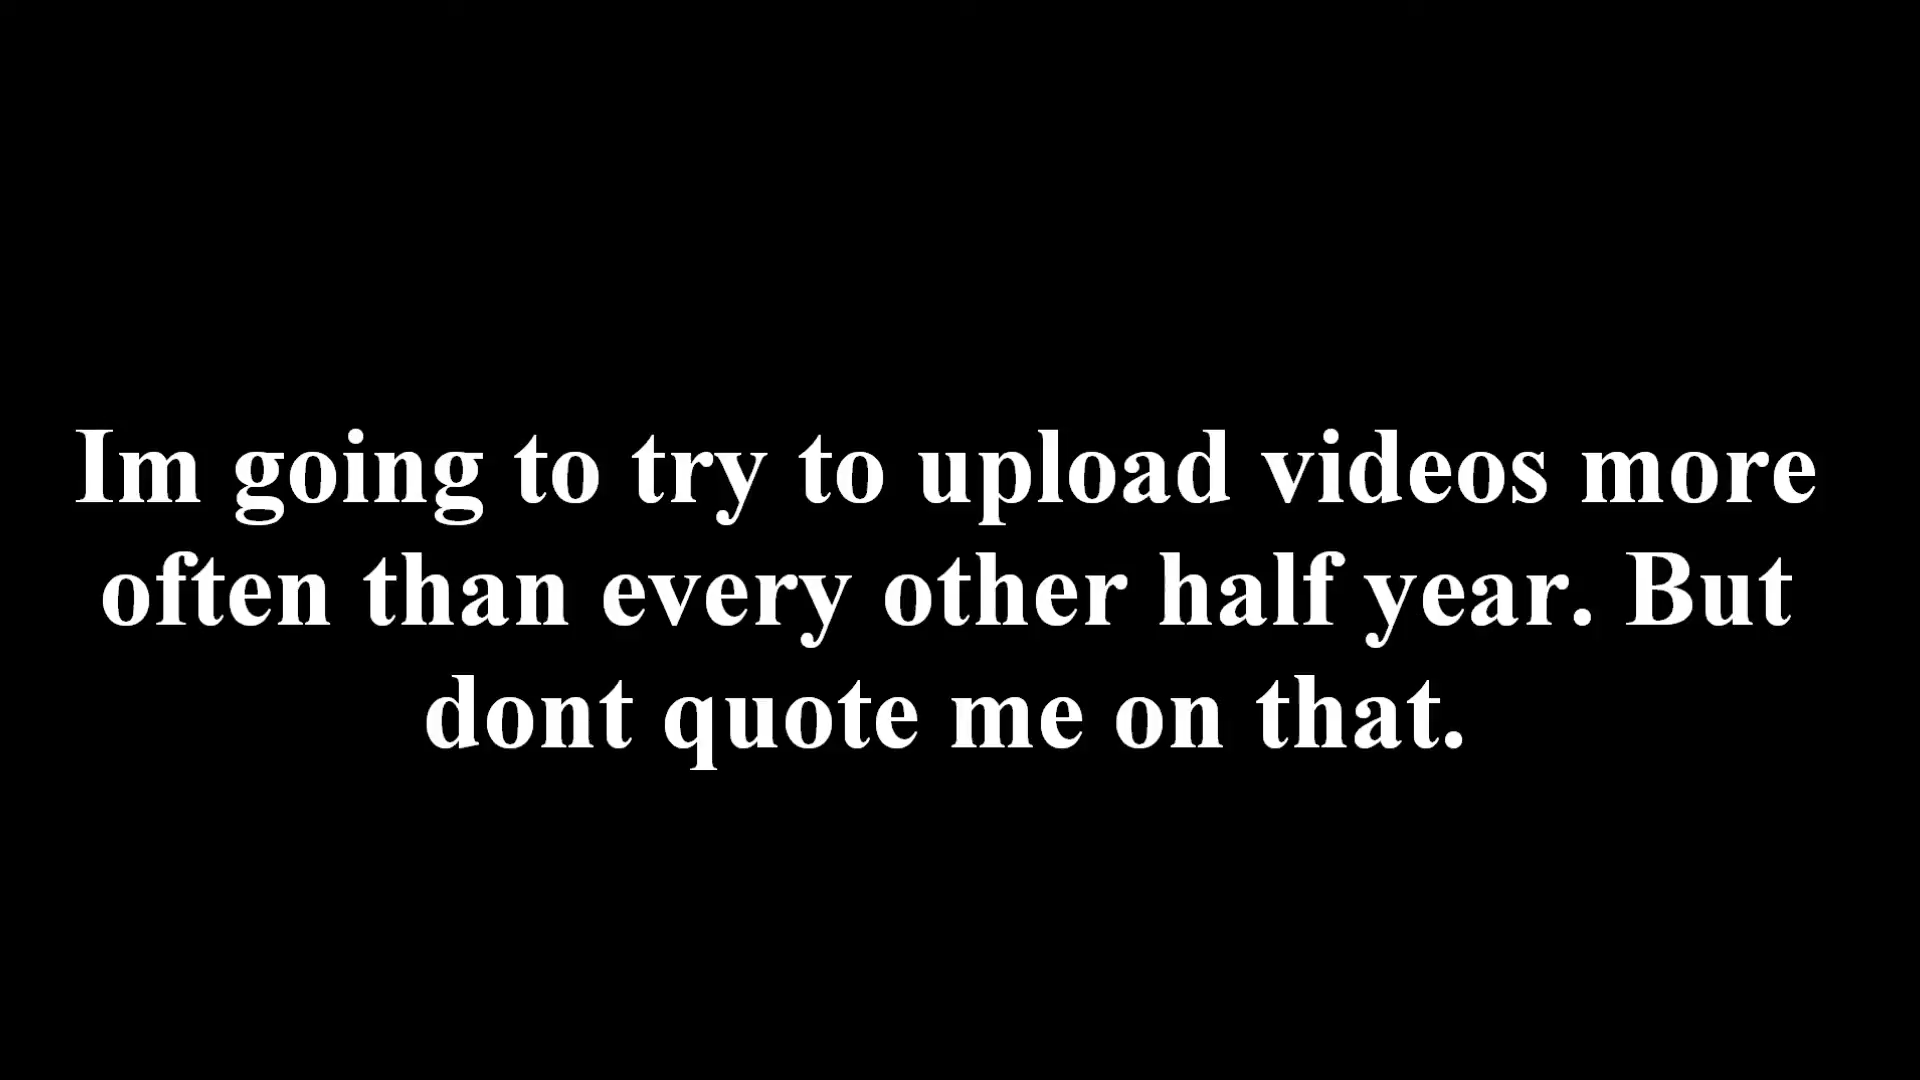 Im going to try to upload videos more
often than every other half year. But
dont quote me on that.